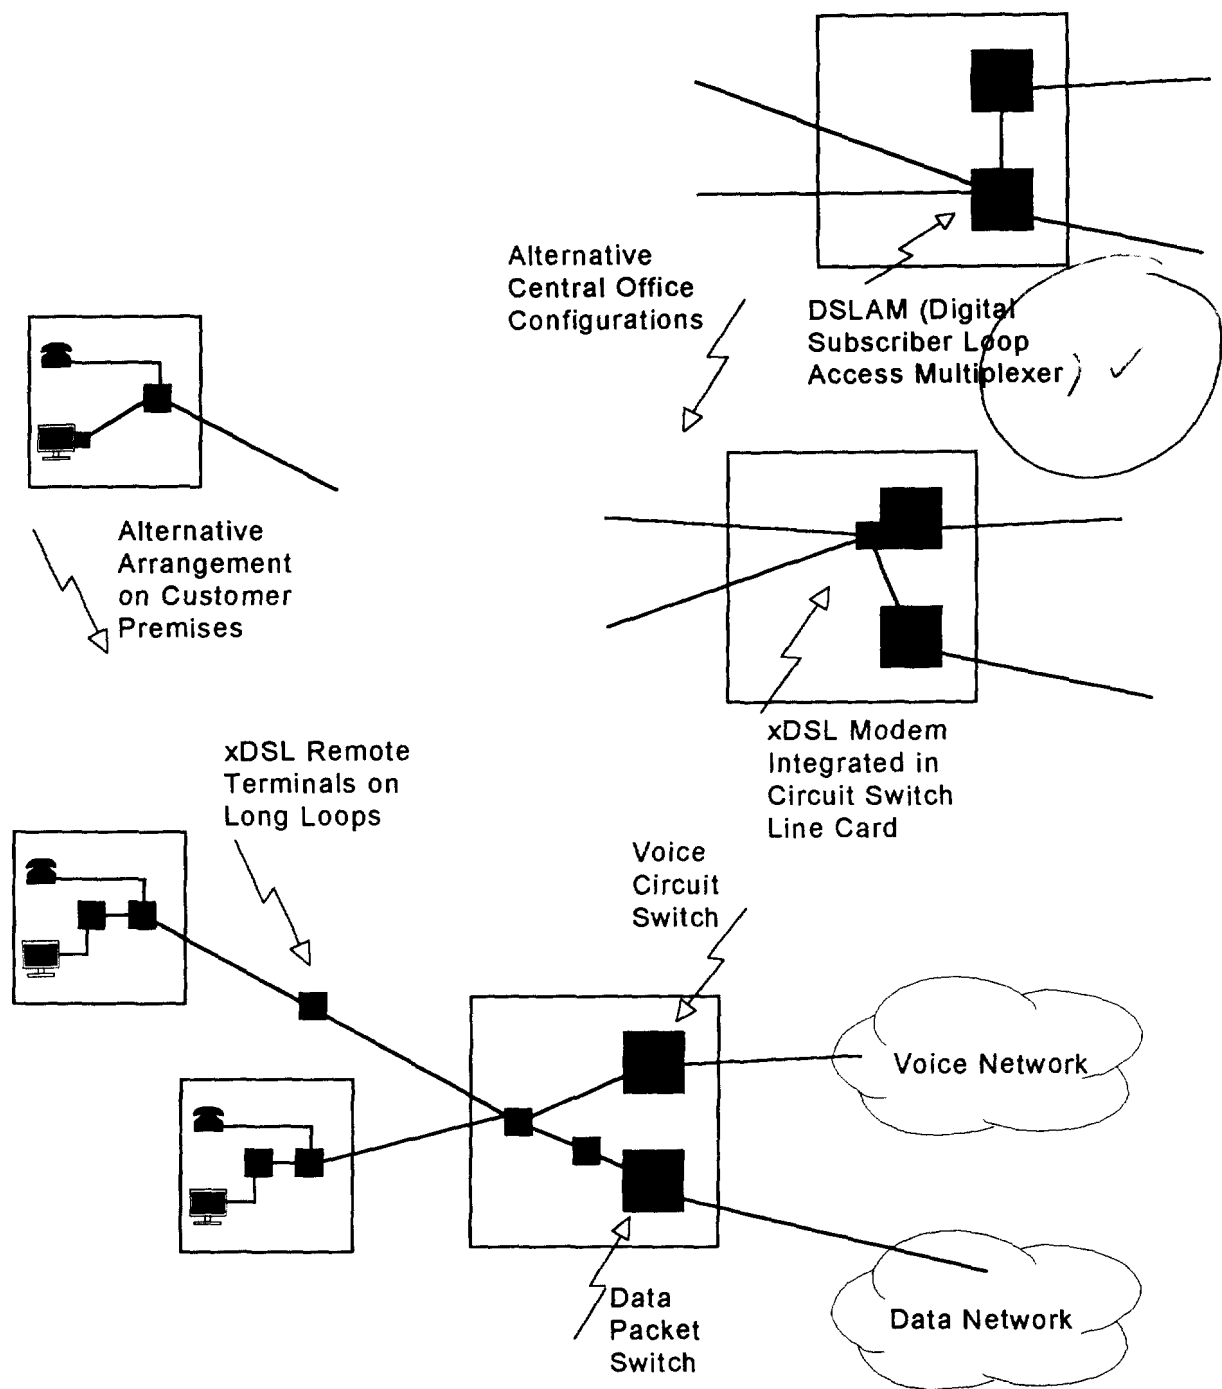 Alternative
Central Office
Configurations
DSLAM (Digital
Subscriber Loop
Access Multiplexer)
Alternative
Arrangement
on Customer
Premises
xDSL Modem
Integrated in
Circuit Switch
Line Card
xDSL Remote
Terminals on
Long Loops
Voice
Circuit
Switch
Voice Network
Data
Packet
Switch
Data Network